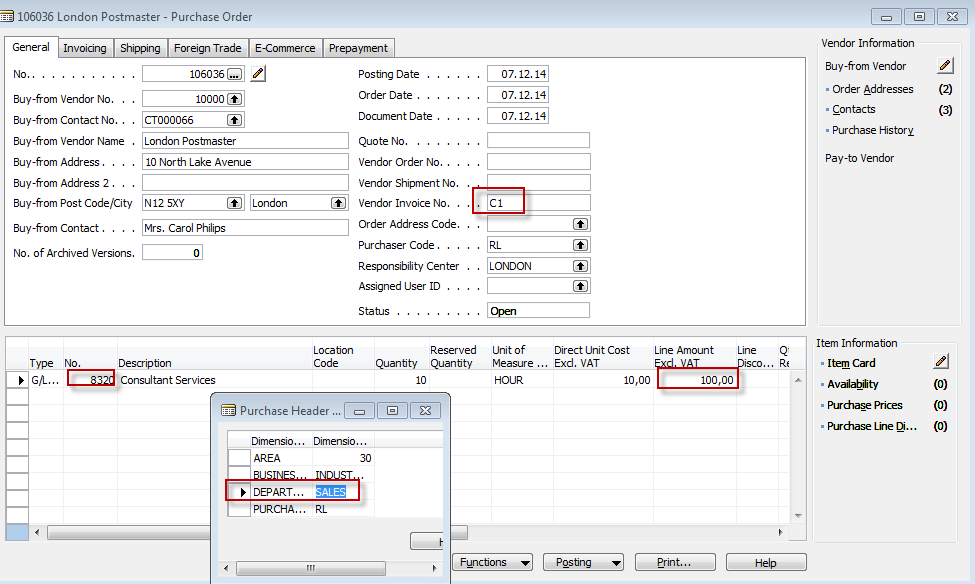 106036 London Postmaster - Purchase Order
General Invoicing Shipping Foreign Trade E-Commerce Prepayment
No. . . . . . . . . . . . 106036 ...
Buy-from Vendor No. . . 10000
Buy-from Contact No. . . CT000066
Buy-from Vendor Name . London Postmaster
Buy-from Address . . . . 10 North Lake Avenue
Buy-from Address 2 . . .
Buy-from Post Code/City N12 5XY London
Buy-from Contact . . . . Mrs. Carol Philips
No. of Archived Versions. 0
Posting Date . . . . . . 07.12.14
Order Date . . . . . . . 07.12.14
Document Date . . . . . 07.12.14
Quote No. . . . . . . . .
Vendor Order No. . . . .
Vendor Shipment No. . . .
Vendor Invoice No. . . . . C1
Order Address Code. . . .
Purchaser Code . . . . . RL
Responsibility Center . . LONDON
Assigned User ID . . . .
Status . . . . . . . . . Open
Vendor Information
Buy-from Vendor
Order Addresses (2)
Contacts (3)
Purchase History
Pay-to Vendor
Type No. Description Location Code Quantity Reserved Quantity Unit of Measure ... Direct Unit Cost Excl. VAT Line Amount Excl. VAT Line Disco... Qt Re
G/L... 8320 Consultant Services 10 HOUR 10,00 100,00
Item Information
Item Card
Availability (0)
Purchase Prices (0)
Purchase Line Di... (0)
Purchase Header ...
Dimensio... Dimensio...
AREA 30
BUSINES... INDUST...
DEPART... SALES
PURCHA... RL
H
Functions Posting Print... Help